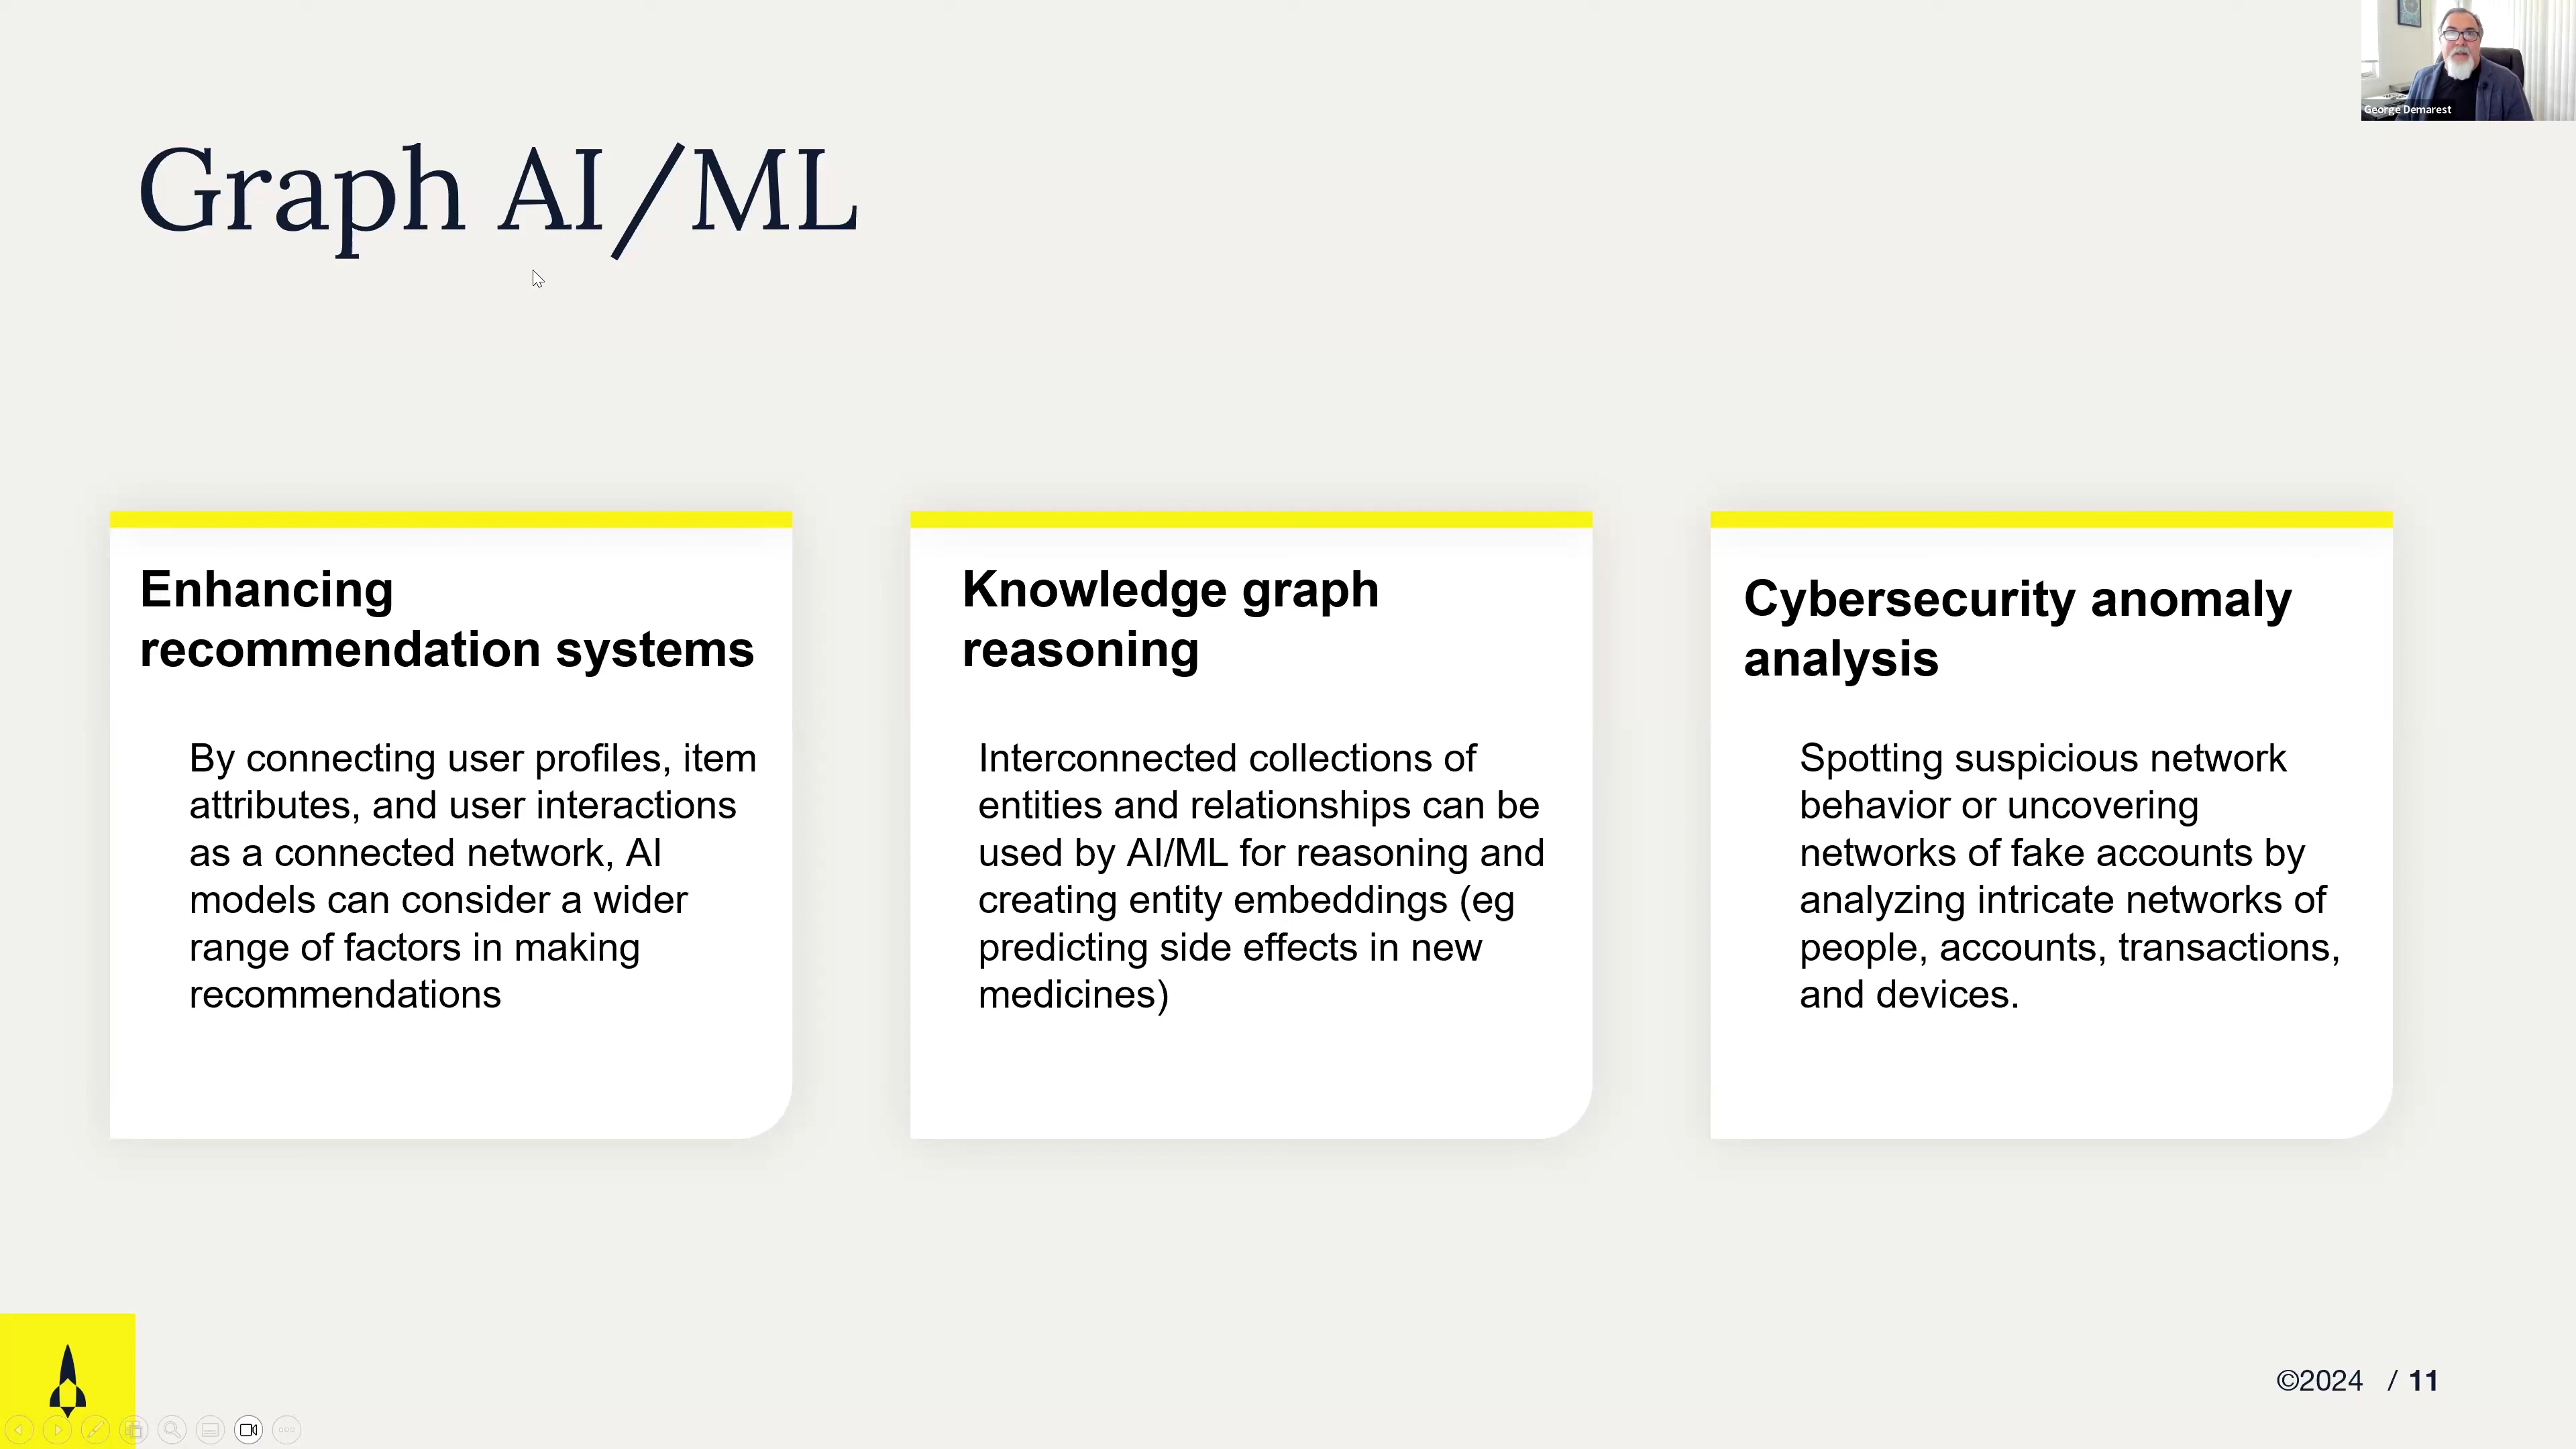 George Demarest
Graph AI/ML
Enhancing
recommendation systems
By connecting user profiles, item
attributes, and user interactions
as a connected network, AI
models can consider a wider
range of factors in making
recommendations
Knowledge graph
reasoning
Interconnected collections of
entities and relationships can be
used by AI/ML for reasoning and
creating entity embeddings (eg
predicting side effects in new
medicines)
Cybersecurity anomaly
analysis
Spotting suspicious network
behavior or uncovering
networks of fake accounts by
analyzing intricate networks of
people, accounts, transactions,
and devices.
©2024 / 11